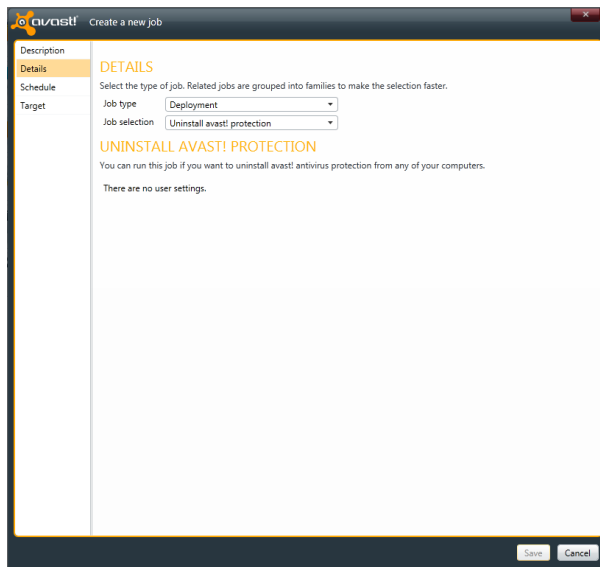 avast! Create a new job
Description
Details
Schedule
Target
DETAILS
Select the type of job. Related jobs are grouped into families to make the selection faster.
Job type Deployment
Job selection Uninstall avast! protection
UNINSTALL AVAST! PROTECTION
You can run this job if you want to uninstall avast! antivirus protection from any of your computers.
There are no user settings.
Save Cancel